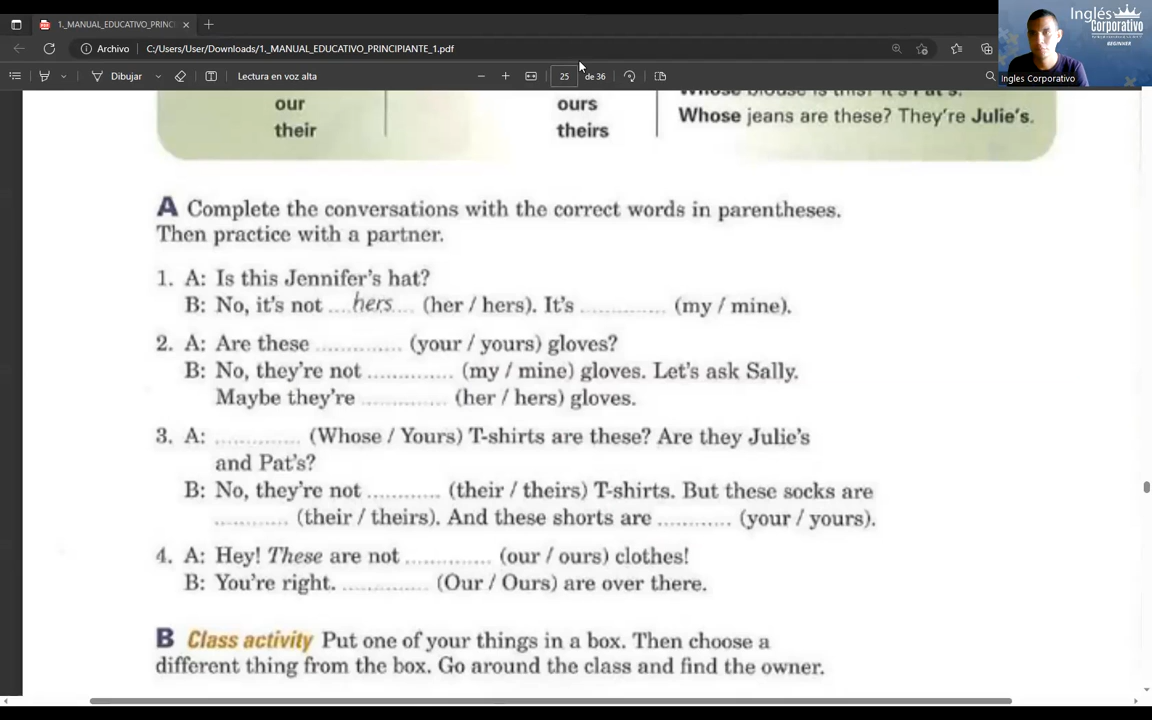 1._MANUAL_EDUCATIVO_PRINC
Archivo
C:/Users/User/Downloads/1._MANUAL_EDUCATIVO_PRINCIPIANTE_1.pdf
Dibujar
Lectura en voz alta
25
de 36
Inglés
Corporativo
BEGINNER
Ingles Corporativo
our ours Whose blouse is this? It's Pat's.
their theirs Whose jeans are these? They're Julie's.
A Complete the conversations with the correct words in parentheses.
Then practice with a partner.
1. A: Is this Jennifer's hat?
B: No, it's not ....hers.... (her / hers). It's .............. (my / mine).
2. A: Are these .............. (your / yours) gloves?
B: No, they're not .............. (my / mine) gloves. Let's ask Sally.
Maybe they're .............. (her / hers) gloves.
3. A: .............. (Whose / Yours) T-shirts are these? Are they Julie's
and Pat's?
B: No, they're not .............. (their / theirs) T-shirts. But these socks are
.............. (their / theirs). And these shorts are .............. (your / yours).
4. A: Hey! These are not .............. (our / ours) clothes!
B: You're right. .............. (Our / Ours) are over there.
B Class activity Put one of your things in a box. Then choose a
different thing from the box. Go around the class and find the owner.